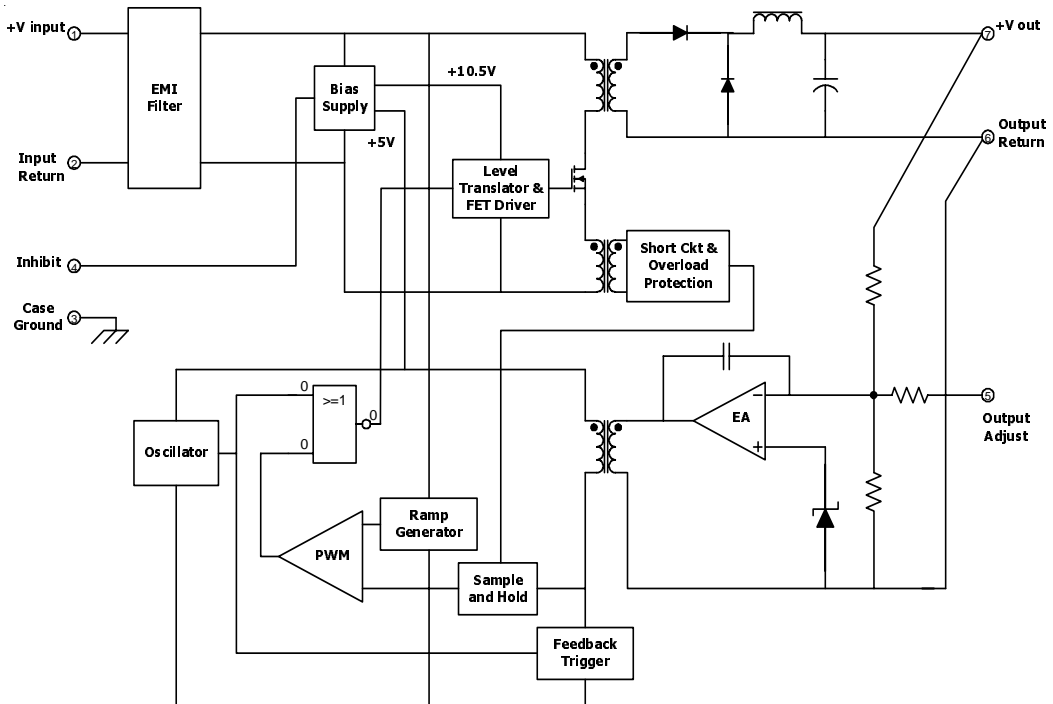 +V input
1
EMI
Filter
Bias
Supply
+10.5V
+5V
7
+V out
Input
Return
2
Level
Translator &
FET Driver
6
Output
Return
Inhibit
4
Short Ckt &
Overload
Protection
Case
Ground
3
0
>=1
0
0
Oscillator
EA
−
+
5
Output
Adjust
Ramp
Generator
PWM
Sample
and Hold
Feedback
Trigger